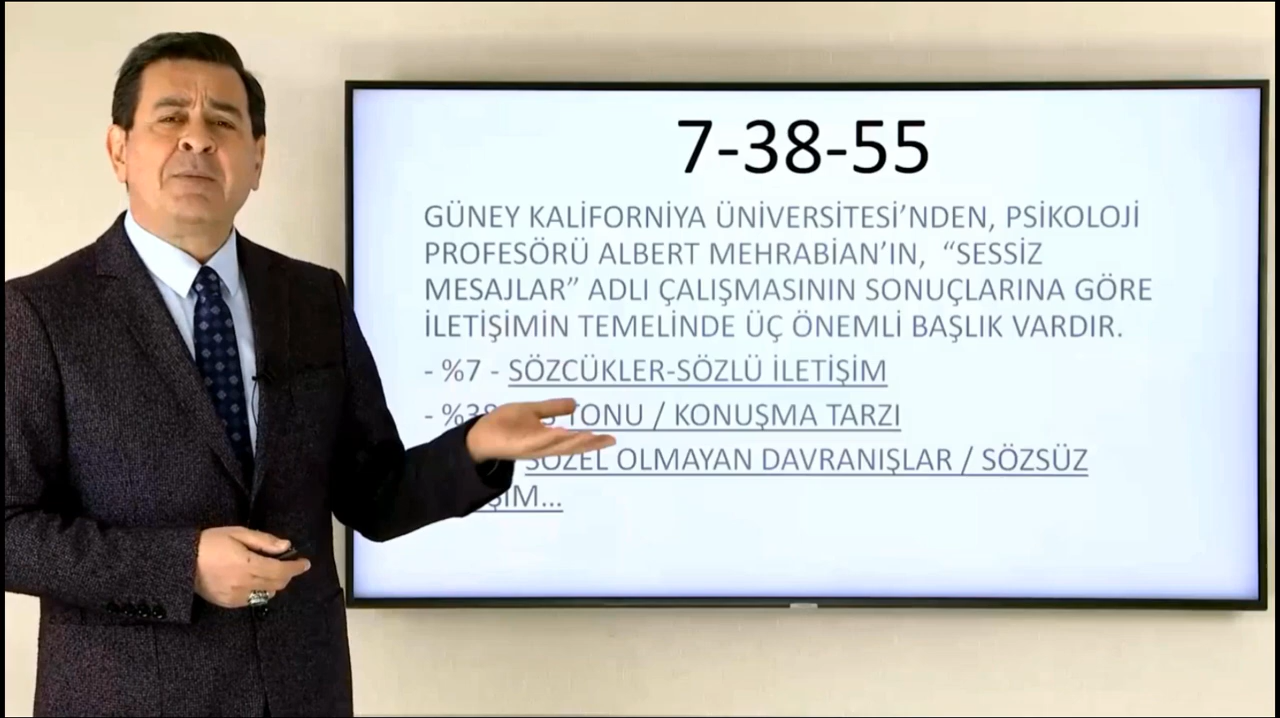 7-38-55
GÜNEY KALİFORNİYA ÜNİVERSİTESİ’NDEN, PSİKOLOJİ
PROFESÖRÜ ALBERT MEHRABİAN’IN, “SESSİZ
MESAJLAR” ADLI ÇALIŞMASININ SONUÇLARINA GÖRE
İLETİŞİMİN TEMELİNDE ÜÇ ÖNEMLİ BAŞLIK VARDIR.
- %7 - SÖZCÜKLER-SÖZLÜ İLETİŞİM
- %38 TONU / KONUŞMA TARZI
SÖZEL OLMAYAN DAVRANIŞLAR / SÖZSÜZ